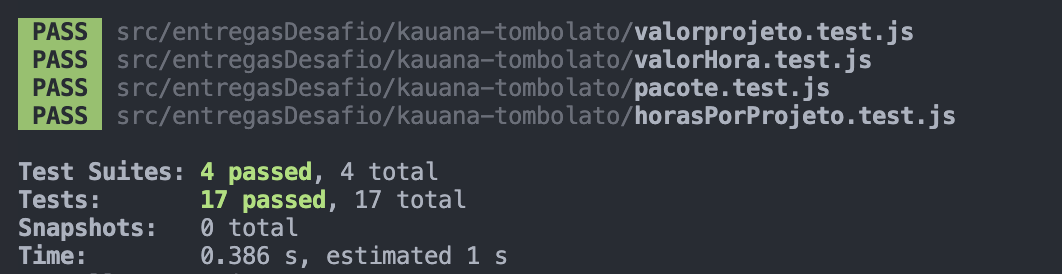 PASS src/entregasDesafio/kauana-tombolato/valorprojeto.test.js
PASS src/entregasDesafio/kauana-tombolato/valorHora.test.js
PASS src/entregasDesafio/kauana-tombolato/pacote.test.js
PASS src/entregasDesafio/kauana-tombolato/horasPorProjeto.test.js
Test Suites: 4 passed, 4 total
Tests: 17 passed, 17 total
Snapshots: 0 total
Time: 0.386 s, estimated 1 s